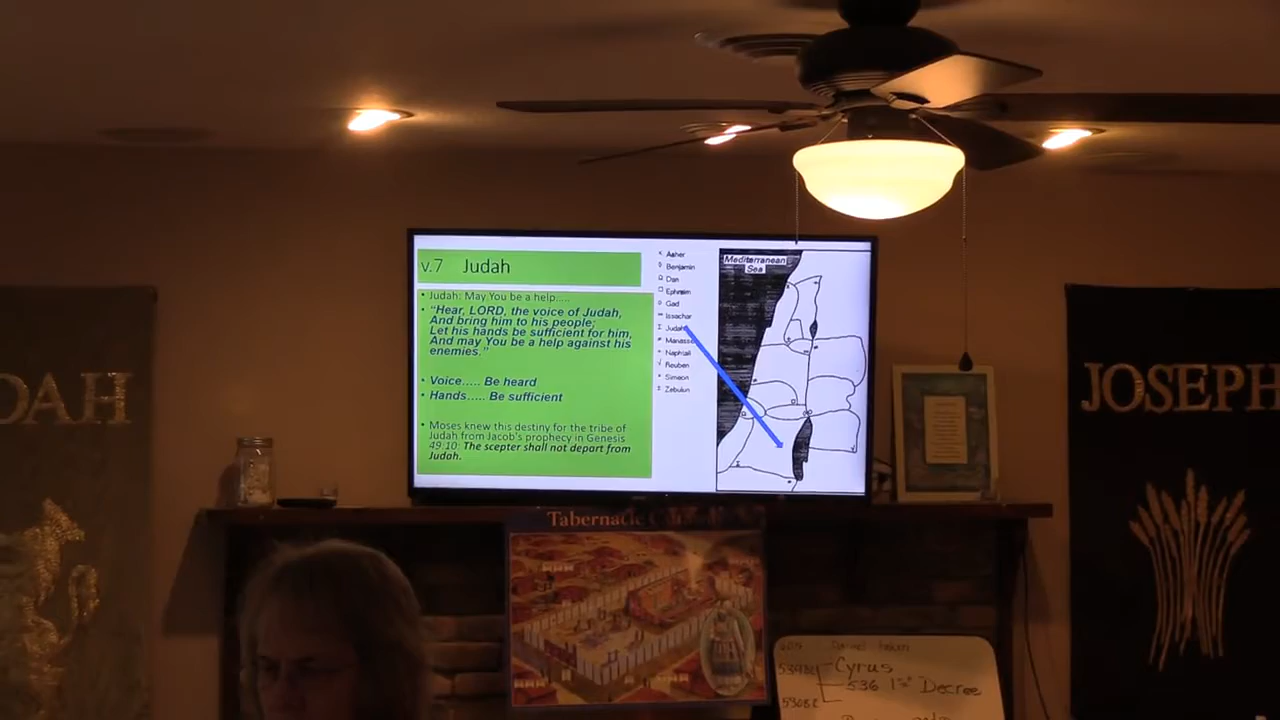 DAH
v.7 Judah
Judah: May You be a help.....
"Hear, LORD, the voice of Judah,
And bring him to his people;
Let his hands be sufficient for him,
And may You be a help against his
enemies."
Voice..... Be heard
Hands..... Be sufficient
Moses knew this destiny for the tribe of
Judah from Jacob's prophecy in Genesis
49:10: The scepter shall not depart from
Judah.
Asher
Benjamin
Dan
Ephraim
Gad
Issachar
Judah
Manass
Naphtali
Reuben
Simeon
Zebulun
Mediterranean
Sea
JOSEPH
Tabernacle
Cyrus
536 1st Decree